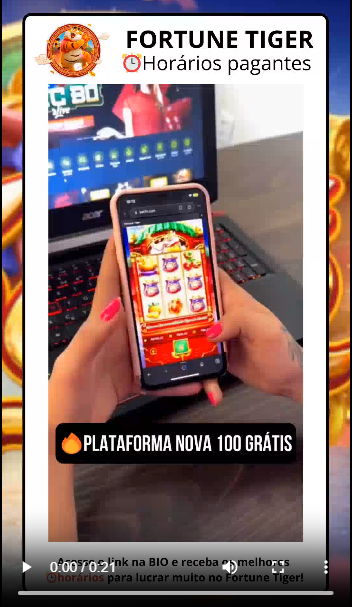 FORTUNE TIGER
Horários pagantes
acer
PLATAFORMA NOVA 100 GRÁTIS
link na BIO e receba melhores
0:00 / 0:21
horários para lucrar muito no Fortune Tiger!